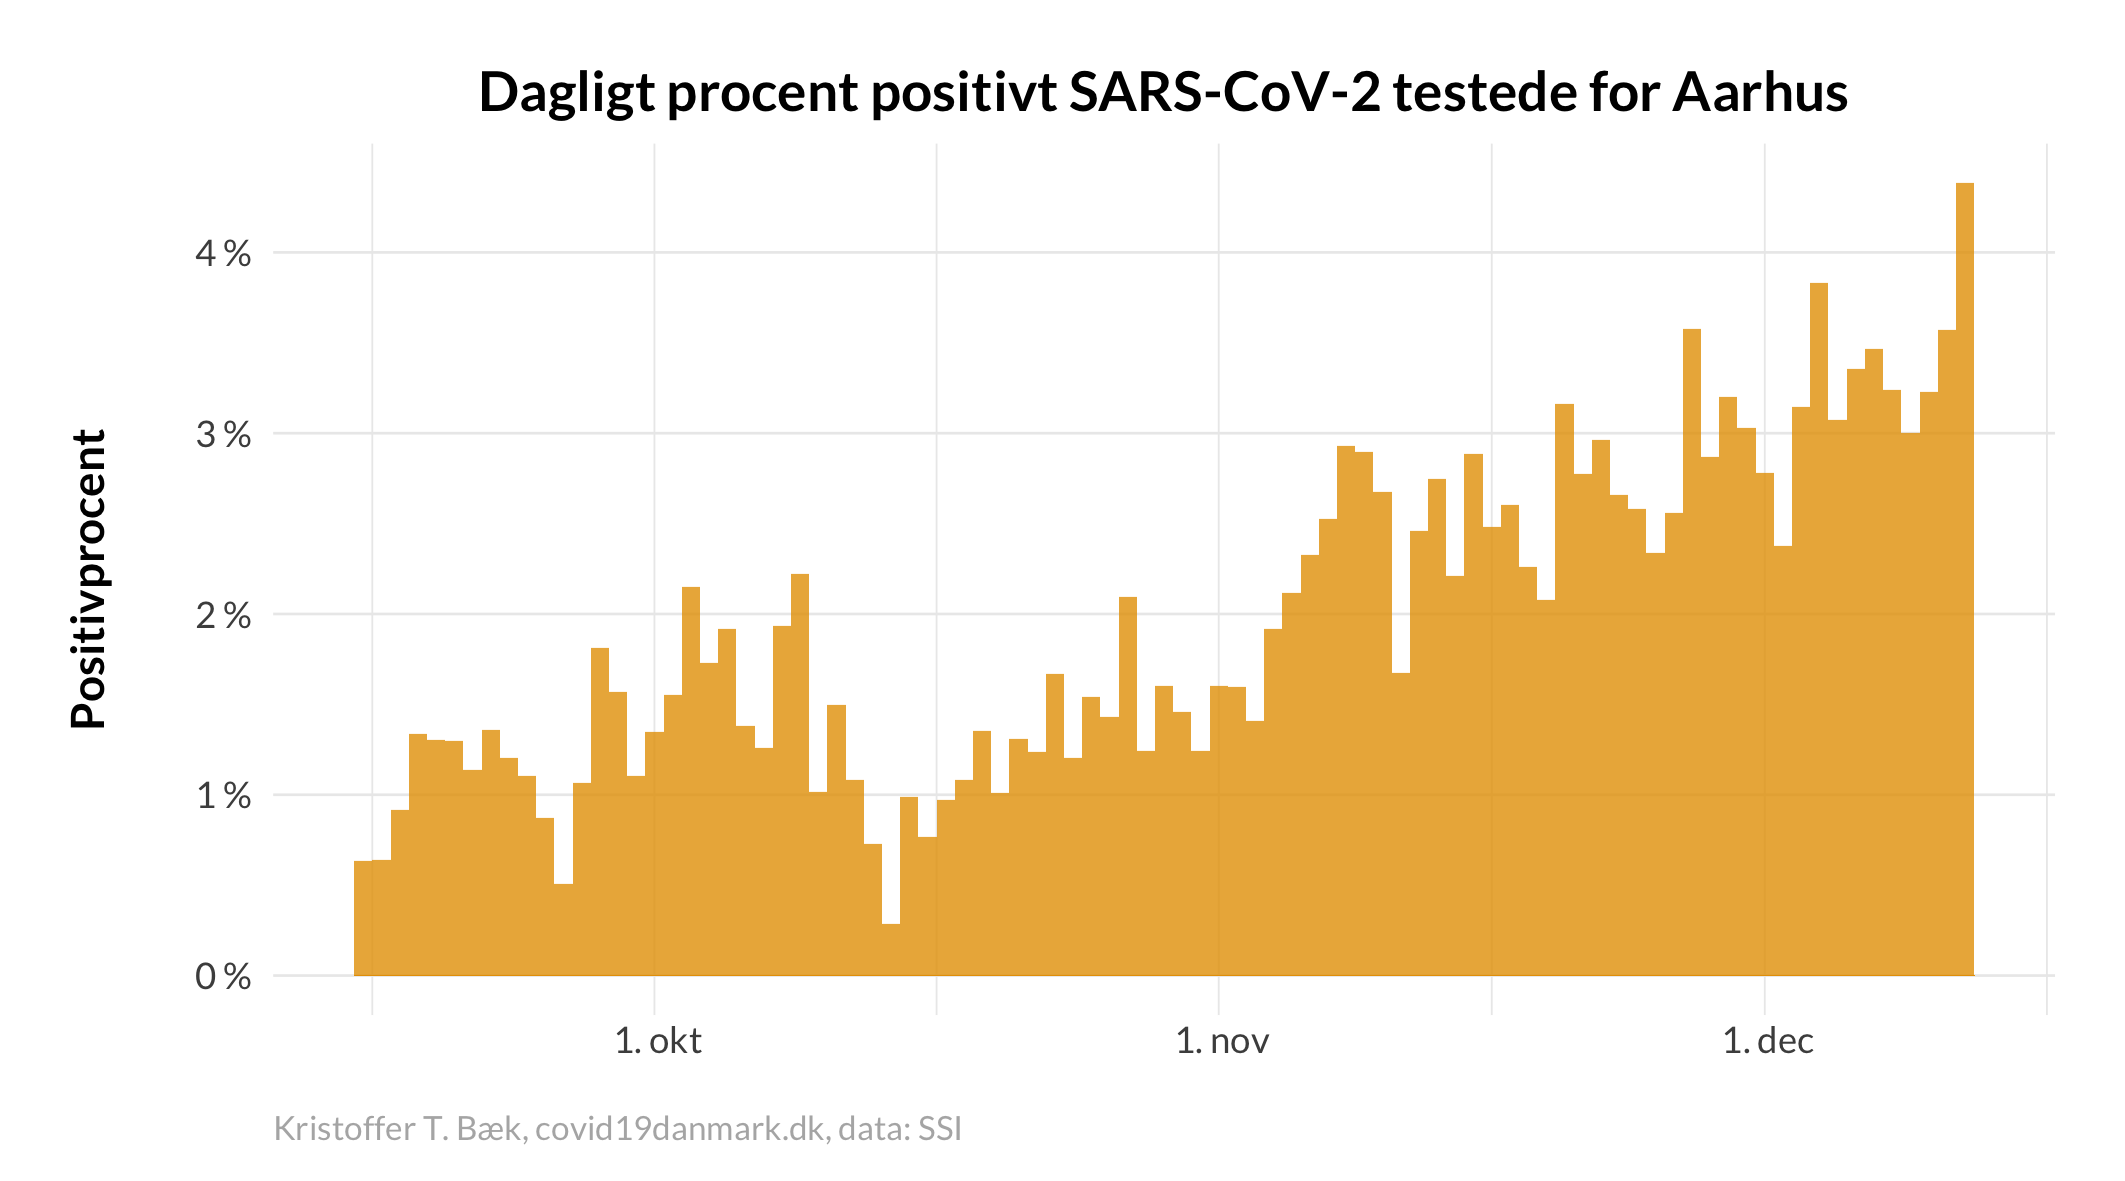 Dagligt procent positivt SARS-CoV-2 testede for Aarhus
Positivprocent
4 %
3 %
2 %
1 %
0 %
1. okt
1. nov
1. dec
Kristoffer T. Bæk, covid19danmark.dk, data: SSI